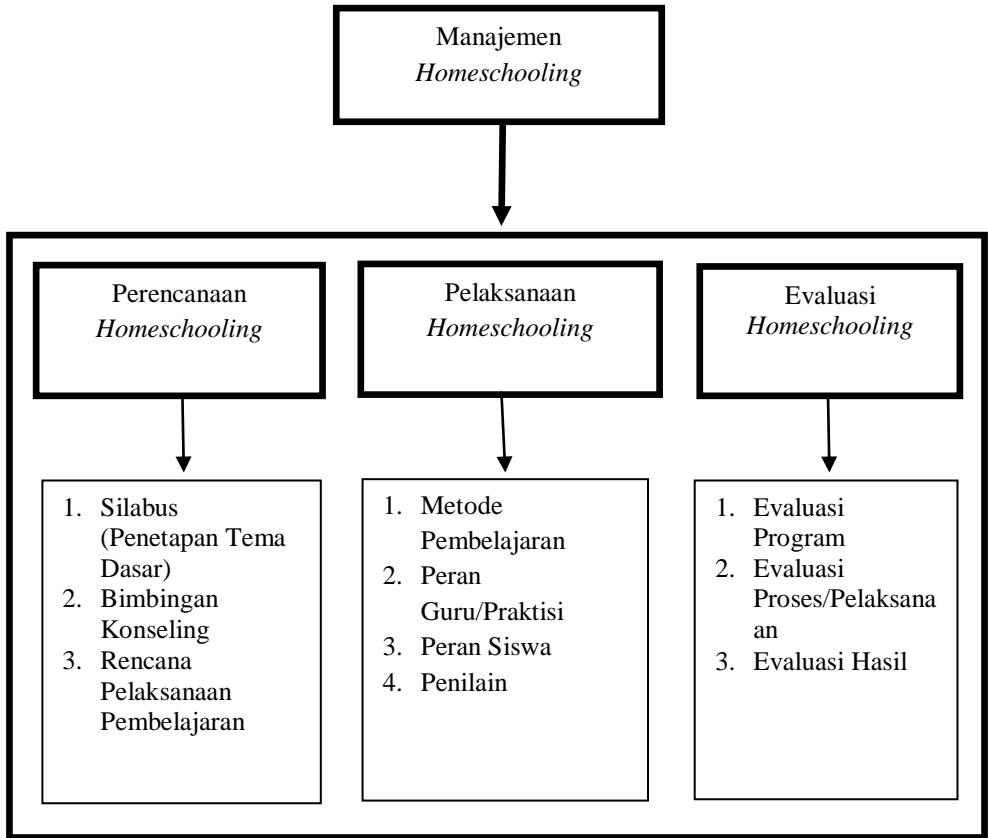 Manajemen
Homeschooling
Perencanaan
Homeschooling
Pelaksanaan
Homeschooling
Evaluasi
Homeschooling
1. Silabus
(Penetapan Tema
Dasar)
2. Bimbingan
Konseling
3. Rencana
Pelaksanaan
Pembelajaran
1. Metode
Pembelajaran
2. Peran
Guru/Praktisi
3. Peran Siswa
4. Penilain
1. Evaluasi
Program
2. Evaluasi
Proses/Pelaksana
an
3. Evaluasi Hasil